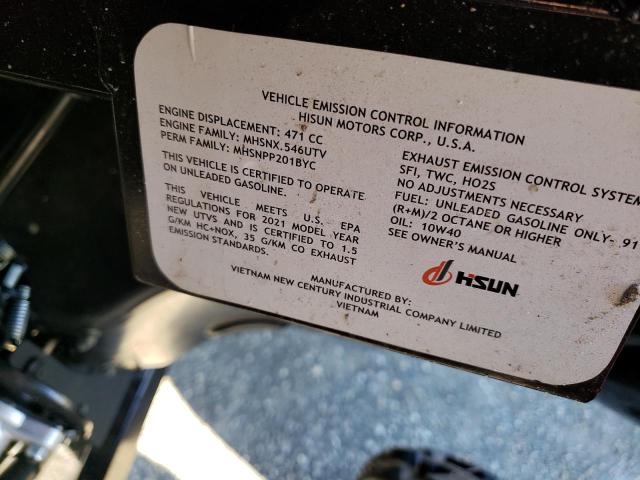 VEHICLE EMISSION CONTROL INFORMATION
HISUN MOTORS CORP., U.S.A.
ENGINE DISPLACEMENT: 471 CC
ENGINE FAMILY: MHSNX.546UTV
PERM FAMILY: MHSNPP201BYC
THIS VEHICLE IS CERTIFIED TO OPERATE
ON UNLEADED GASOLINE.
THIS VEHICLE MEETS U.S. EPA
REGULATIONS FOR 2021 MODEL YEAR
NEW UTVS AND IS CERTIFIED TO 1.5
G/KM HC+NOX, 35 G/KM CO EXHAUST
EMISSION STANDARDS.
EXHAUST EMISSION CONTROL SYSTEM
SFI, TWC, HO2S
NO ADJUSTMENTS NECESSARY
FUEL: UNLEADED GASOLINE ONLY- 91
(R+M)/2 OCTANE OR HIGHER
OIL: 10W40
SEE OWNER'S MANUAL
HISUN
MANUFACTURED BY:
VIETNAM NEW CENTURY INDUSTRIAL COMPANY LIMITED
VIETNAM